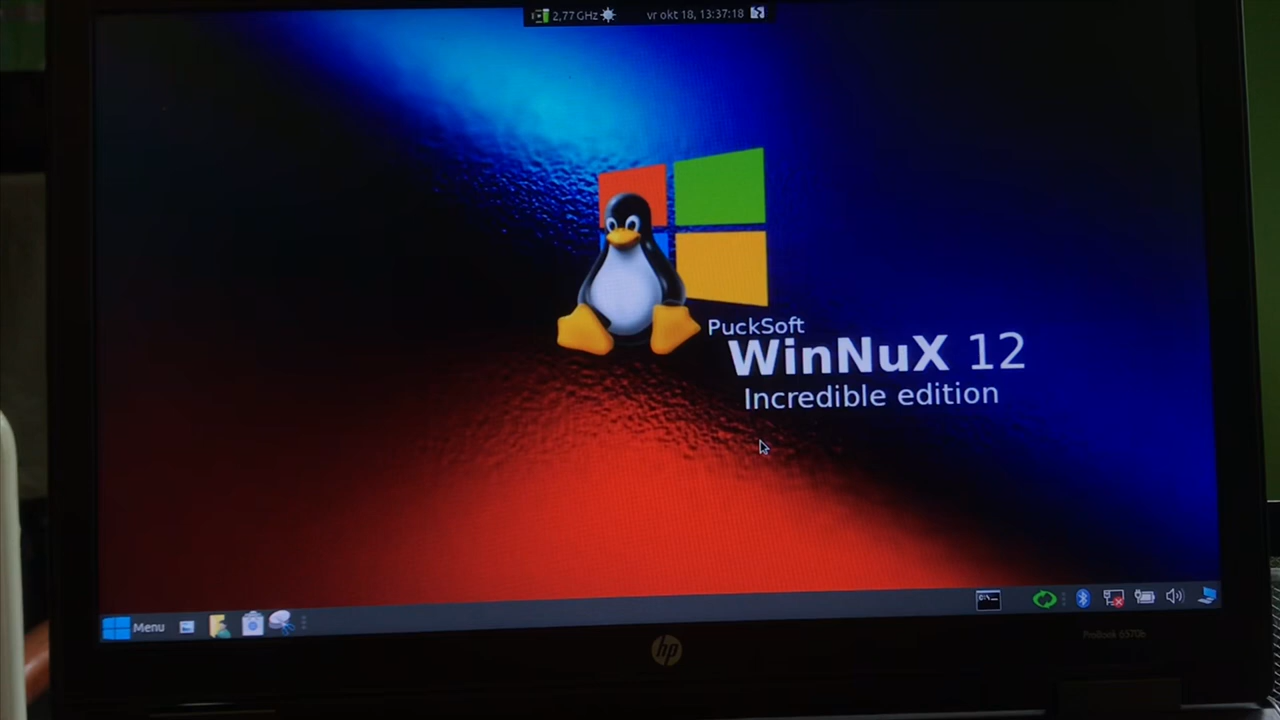 2,77 GHz vr okt 18, 13:37:18
PuckSoft
WinNuX 12
Incredible edition
Menu
C:\_
hp
ProBook 6570b